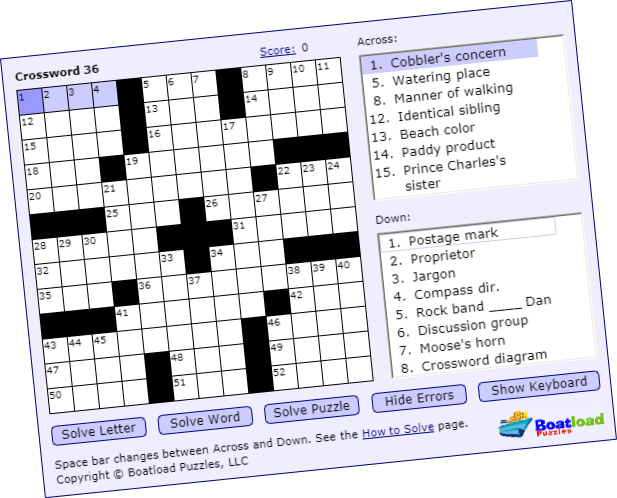 Crossword 36
Score: 0
1 2 3 4 5 6 7 8 9 10 11
12 13 14
15 16 17
18 19
20 21 22 23 24
25 26 27
28 29 30 31
32 33 34
35 36 37 38 39 40
41 42
43 44 45 46
47 48 49
50 51 52
Across:
1. Cobbler's concern
5. Watering place
8. Manner of walking
12. Identical sibling
13. Beach color
14. Paddy product
15. Prince Charles's
sister
Down:
1. Postage mark
2. Proprietor
3. Jargon
4. Compass dir.
5. Rock band ____ Dan
6. Discussion group
7. Moose's horn
8. Crossword diagram
Solve Letter Solve Word Solve Puzzle Hide Errors Show Keyboard
Space bar changes between Across and Down. See the How to Solve page.
Copyright © Boatload Puzzles, LLC
Boatload
Puzzles